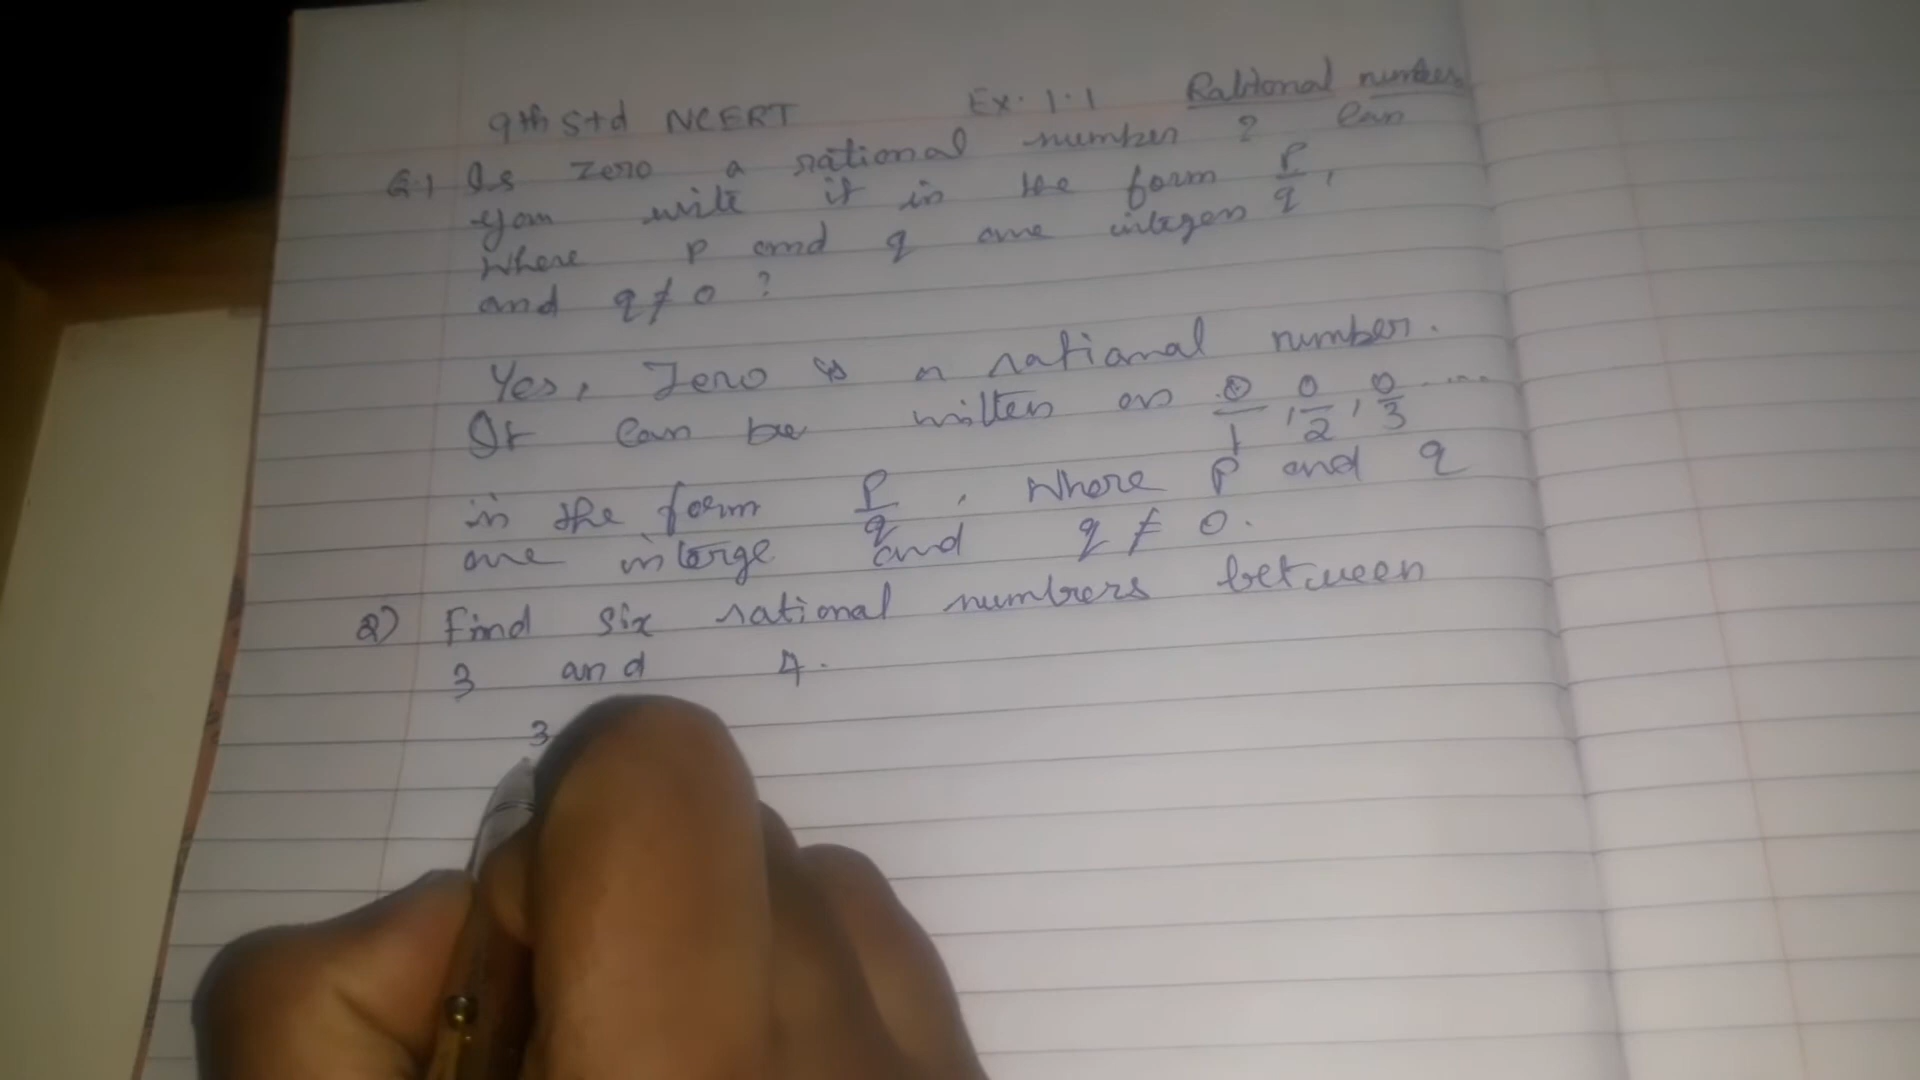 9th Std NCERT Ex. 1.1 Rational numbers
Q.1 Is zero a rational number? Can
you write it in the form p/q,
where p and q are integers
and q ≠ 0 ?
Yes, Zero is a rational number.
It can be written as 0/1, 0/2, 0/3 ....
in the form p/q, where p and q
are interge and q ≠ 0.
2) Find six rational numbers between
3 and 4.
3